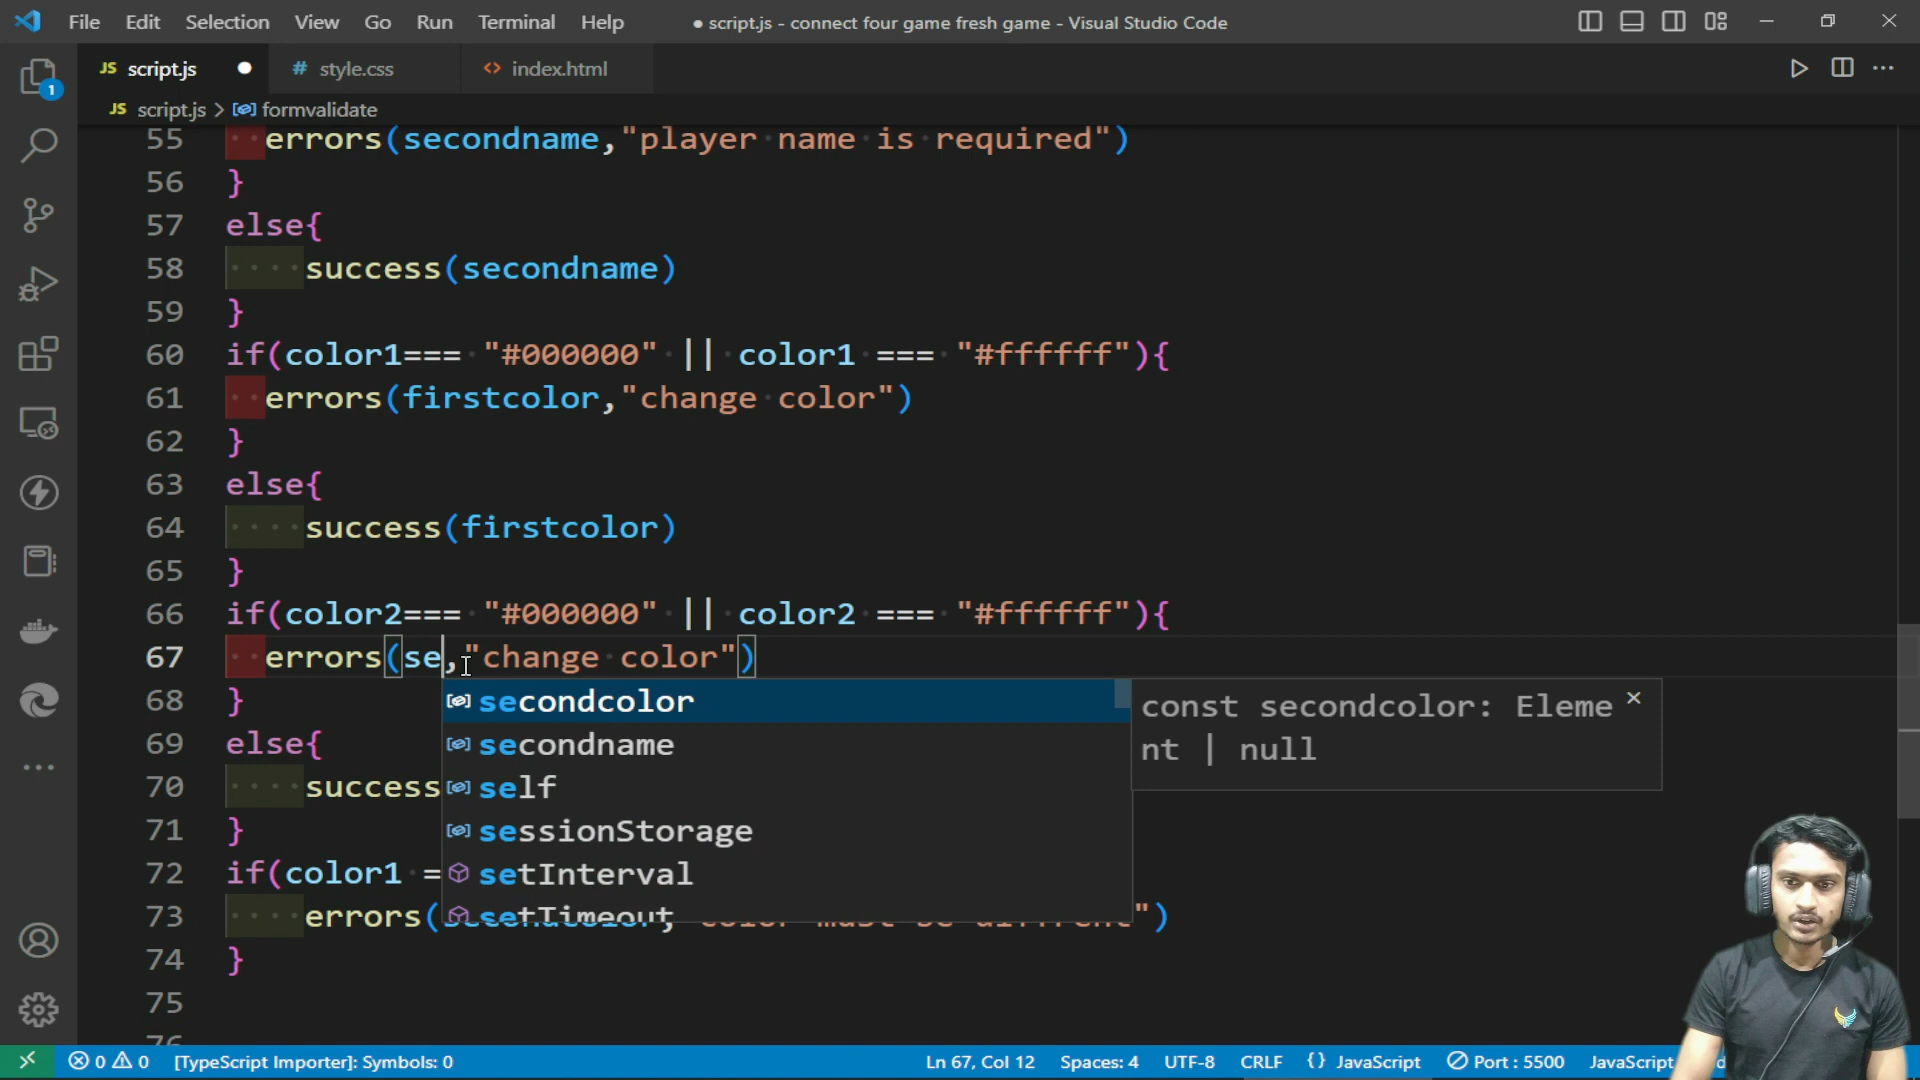 File Edit Selection View Go Run Terminal Help
● script.js - connect four game fresh game - Visual Studio Code
JS script.js ●
# style.css
<> index.html
1
JS script.js > formvalidate
55 errors(secondname,"player name is required")
56 }
57 else{
58 success(secondname)
59 }
60 if(color1=== "#000000" || color1 === "#ffffff"){
61 errors(firstcolor,"change color")
62 }
63 else{
64 success(firstcolor)
65 }
66 if(color2=== "#000000" || color2 === "#ffffff"){
67 errors(se,"change color")
68 }
69 else{
70 success
71 }
72 if(color1 =
73 errors(
74 }
75
secondcolor
secondname
self
sessionStorage
setInterval
setTimeout
const secondcolor: Eleme
nt | null
0 0 [TypeScript Importer]: Symbols: 0
Ln 67, Col 12 Spaces: 4 UTF-8 CRLF {} JavaScript Port : 5500 JavaScript